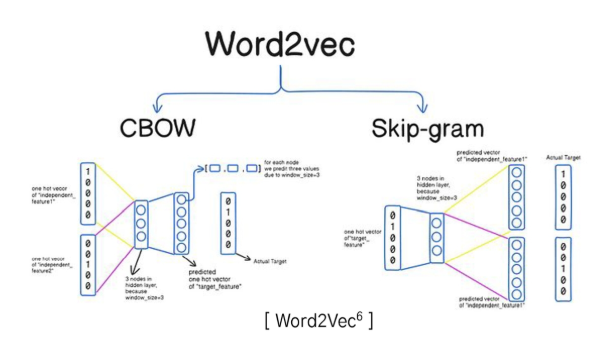 Word2vec
CBOW
Skip-gram
one hot vecor
of "independent_
feature1"
1
0
0
0
0
one hot vecor
of "independent_
feature2"
0
0
1
0
0
[ . . ]
for each node
we predit three values
due to window_size=3
0
1
0
0
0
Actual Target
3 nodes in
hidden layer,
because
window_size=3
predicted
one hot vector
of "target_feature"
one hot vector
of "target_
feature"
0
1
0
0
0
3 nodes in
hidden layer,
because
window_size=3
predicted vector
of "independent_feature1"
Actual Target
1
0
0
0
0
0
0
1
0
0
predicted vector
of "independent_feature1"
[ Word2Vec⁶ ]